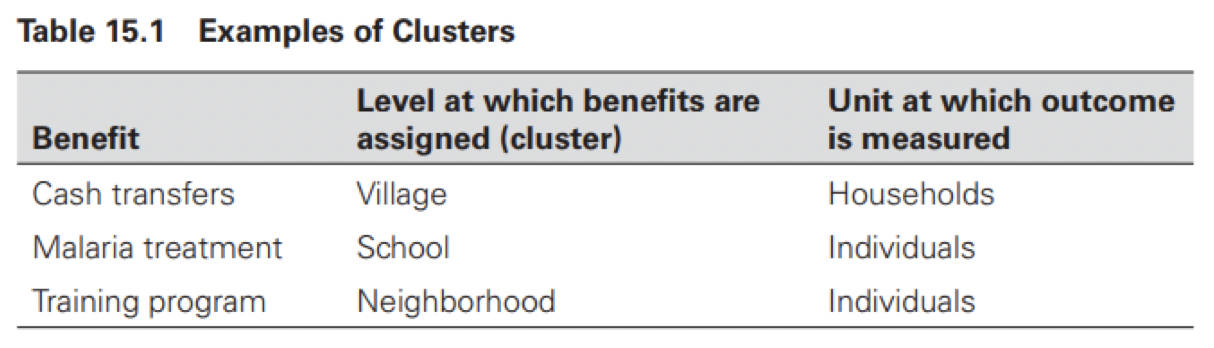 Table 15.1 Examples of Clusters
Benefit Level at which benefits are assigned (cluster) Unit at which outcome is measured
Cash transfers Village Households
Malaria treatment School Individuals
Training program Neighborhood Individuals